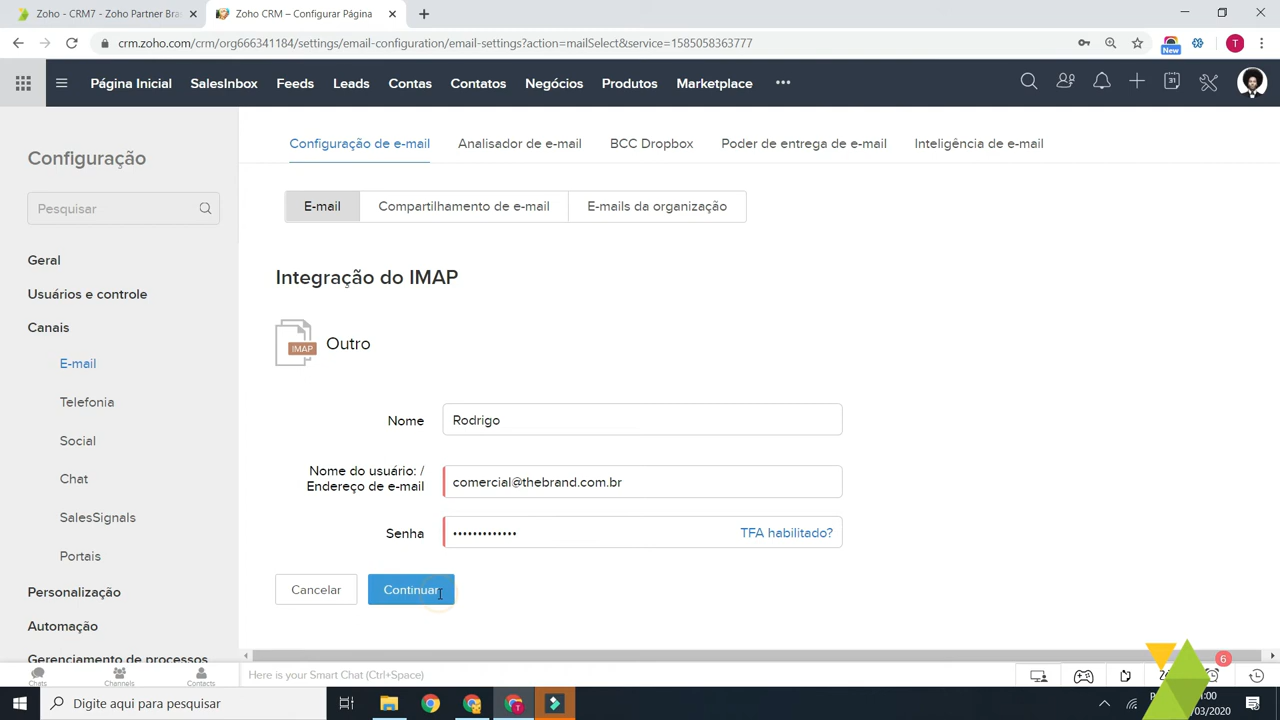 Zoho - CRM7 - Zoho Partner Bra
Zoho CRM – Configurar Página
crm.zoho.com/crm/org666341184/settings/email-configuration/email-settings?action=mailSelect&service=1585058363777
New
T
Página Inicial SalesInbox Feeds Leads Contas Contatos Negócios Produtos Marketplace
Configuração
Pesquisar
Geral
Usuários e controle
Canais
E-mail
Telefonia
Social
Chat
SalesSignals
Portais
Personalização
Automação
Gerenciamento de processos
Configuração de e-mail Analisador de e-mail BCC Dropbox Poder de entrega de e-mail Inteligência de e-mail
E-mail Compartilhamento de e-mail E-mails da organização
Integração do IMAP
IMAP
Outro
Nome Rodrigo
Nome do usuário: /
Endereço de e-mail
comercial@thebrand.com.br
Senha ••••••••••••• TFA habilitado?
Cancelar Continuar
Chats Channels Contacts
Here is your Smart Chat (Ctrl+Space)
6
Digite aqui para pesquisar